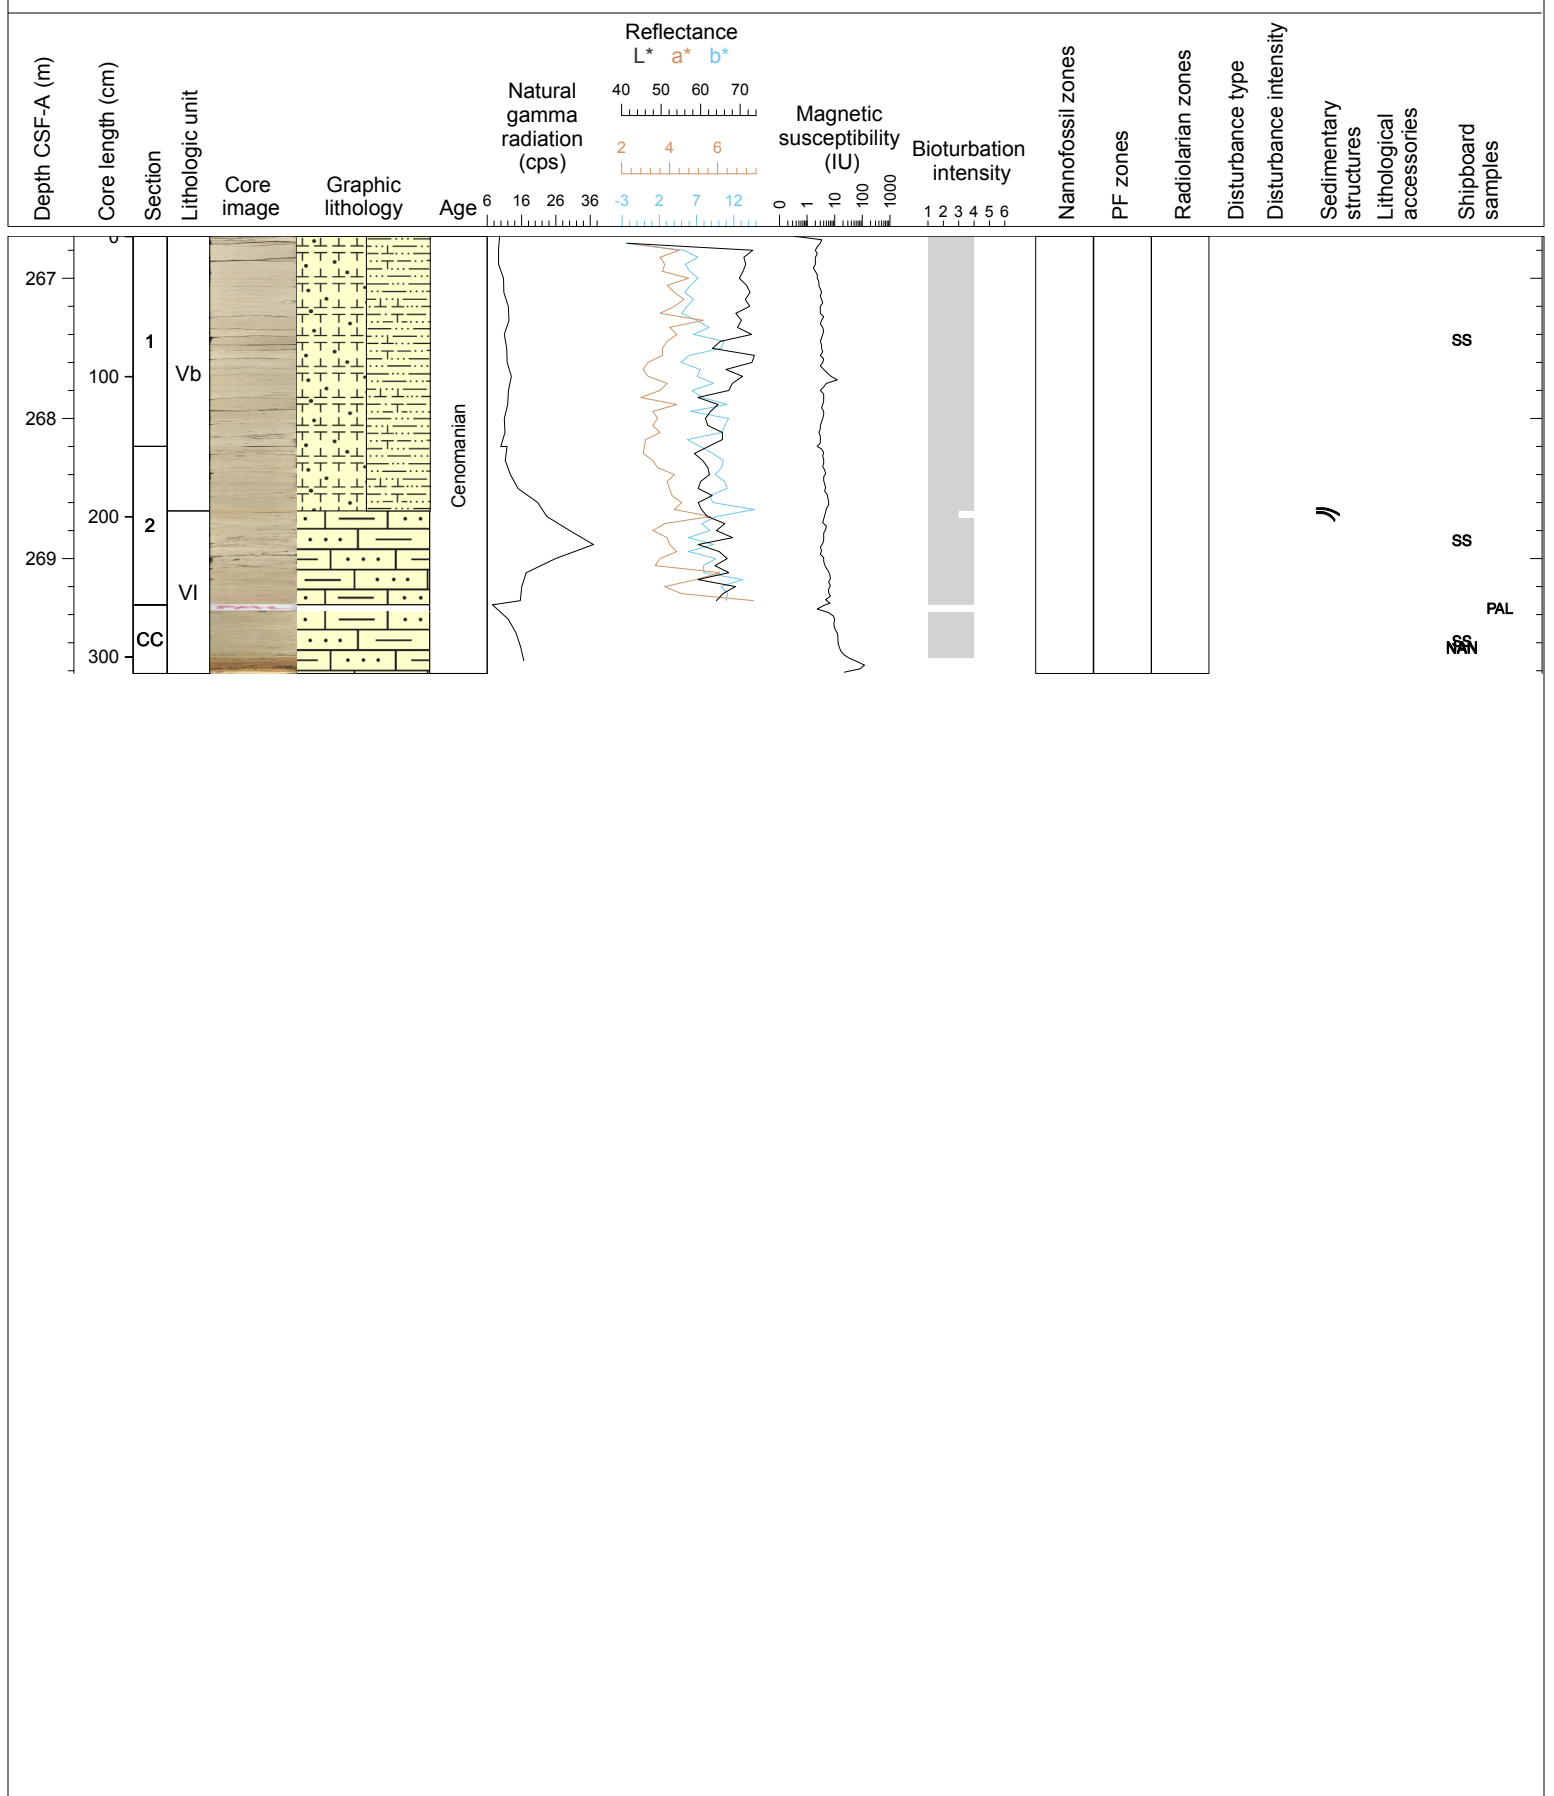 Depth CSF-A (m)
Core length (cm)
Section
Lithologic unit
Core
image
Graphic
lithology
Age
Natural
gamma
radiation
(cps)
6 16 26 36
Reflectance
L* a* b*
40 50 60 70
2 4 6
-3 2 7 12
Magnetic
susceptibility
(IU)
0 1 10 100 1000
Bioturbation
intensity
1 2 3 4 5 6
Nannofossil zones
PF zones
Radiolarian zones
Disturbance type
Disturbance intensity
Sedimentary
structures
Lithological
accessories
Shipboard
samples
0
267
1
SS
100
Vb
268
Cenomanian
200
2
SS
269
VI
PAL
CC
SS
NAN
300